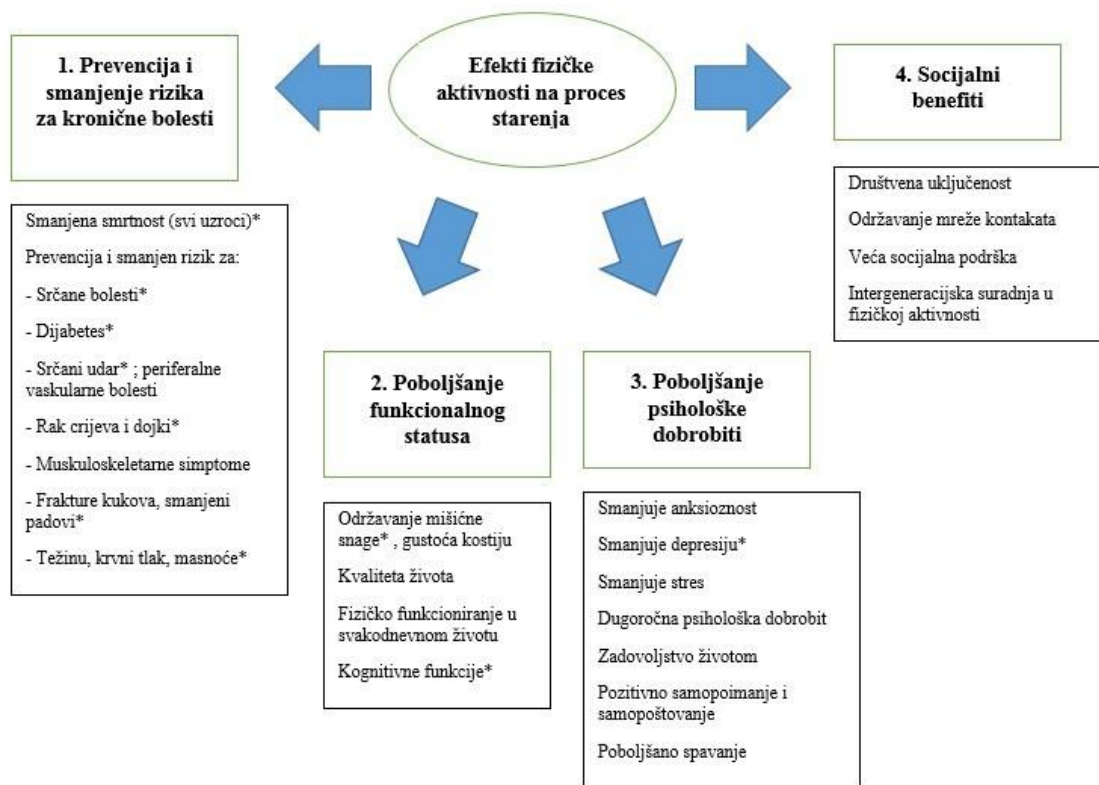 Efekti fizičke
aktivnosti na proces
starenja
1. Prevencija i
smanjenje rizika
za kronične bolesti
Smanjena smrtnost (svi uzroci)*
Prevencija i smanjen rizik za:
- Srčane bolesti*
- Dijabetes*
- Srčani udar* ; periferalne
vaskularne bolesti
- Rak crijeva i dojki*
- Muskuloskeletarne simptome
- Frakture kukova, smanjeni
padovi*
- Težinu, krvni tlak, masnoće*
2. Poboljšanje
funkcionalnog
statusa
Održavanje mišićne
snage* , gustoća kostiju
Kvaliteta života
Fizičko funkcioniranje u
svakodnevnom životu
Kognitivne funkcije*
3. Poboljšanje
psihološke
dobrobiti
Smanjuje anksioznost
Smanjuje depresiju*
Smanjuje stres
Dugoročna psihološka dobrobit
Zadovoljstvo životom
Pozitivno samopoimanje i
samopoštovanje
Poboljšano spavanje
4. Socijalni
benefiti
Društvena uključenost
Održavanje mreže kontakata
Veća socijalna podrška
Intergeneracijska suradnja u
fizičkoj aktivnosti